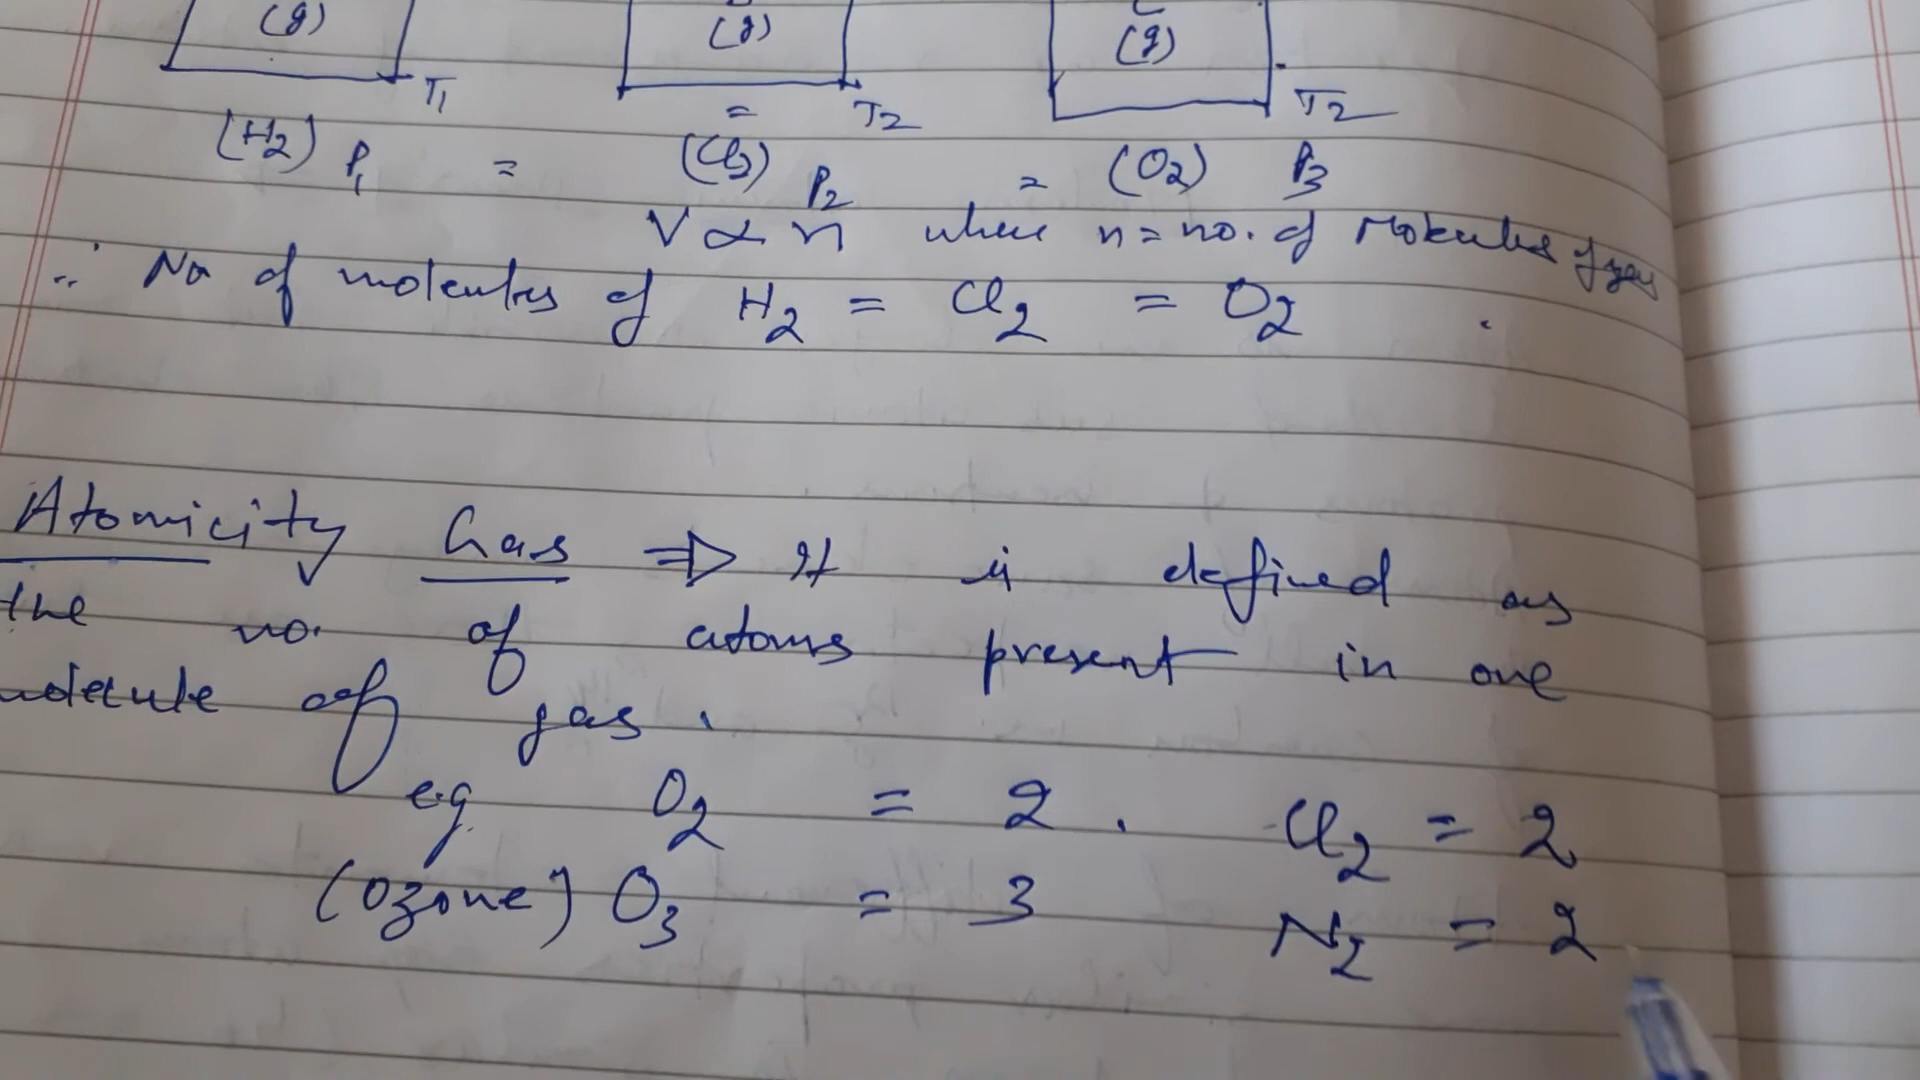 (g) (g) (g)
T1 T2 T2
(H2) P1 = (Cl2) P2 = (O2) P3
V ∝ n where n = no. of Molecules of gas
∴ No of molecules of H2 = Cl2 = O2
Atomicity Gas ⇒ It is defined as
the no. of atoms present in one
molecule of gas.
eg O2 = 2. Cl2 = 2
(Ozone) O3 = 3 N2 = 2